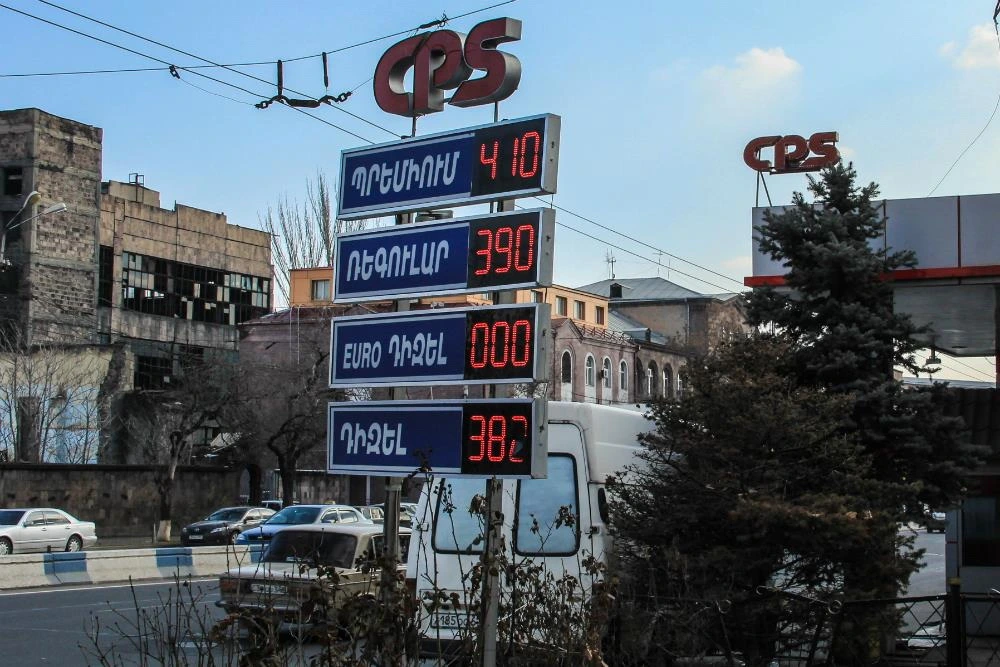 CPS
ՊՐԵՄԻՈՒՄ 410
ՌԵԳՈՒԼԱՐ 390
EURO ԴԻԶԵԼ 000
ԴԻԶԵԼ 382
CPS